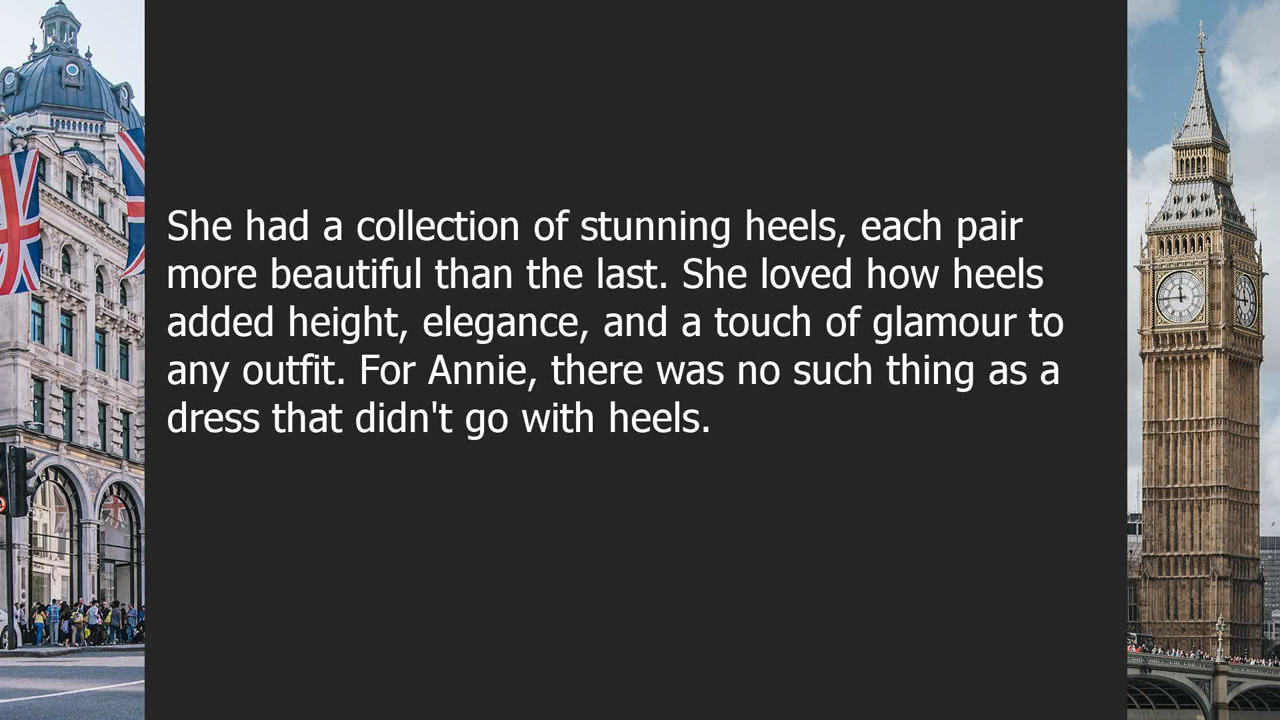 She had a collection of stunning heels, each pair
more beautiful than the last. She loved how heels
added height, elegance, and a touch of glamour to
any outfit. For Annie, there was no such thing as a
dress that didn't go with heels.